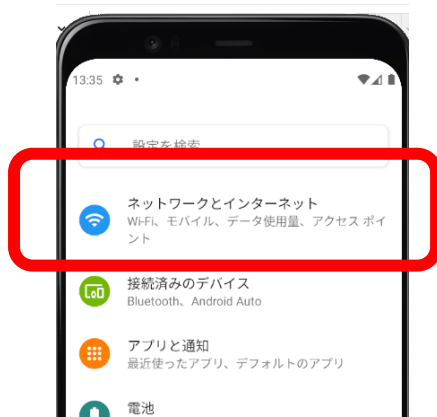 13:35
設定を検索
ネットワークとインターネット
Wi-Fi、モバイル、データ使用量、アクセス ポイ
ント
接続済みのデバイス
Bluetooth、Android Auto
アプリと通知
最近使ったアプリ、デフォルトのアプリ
電池